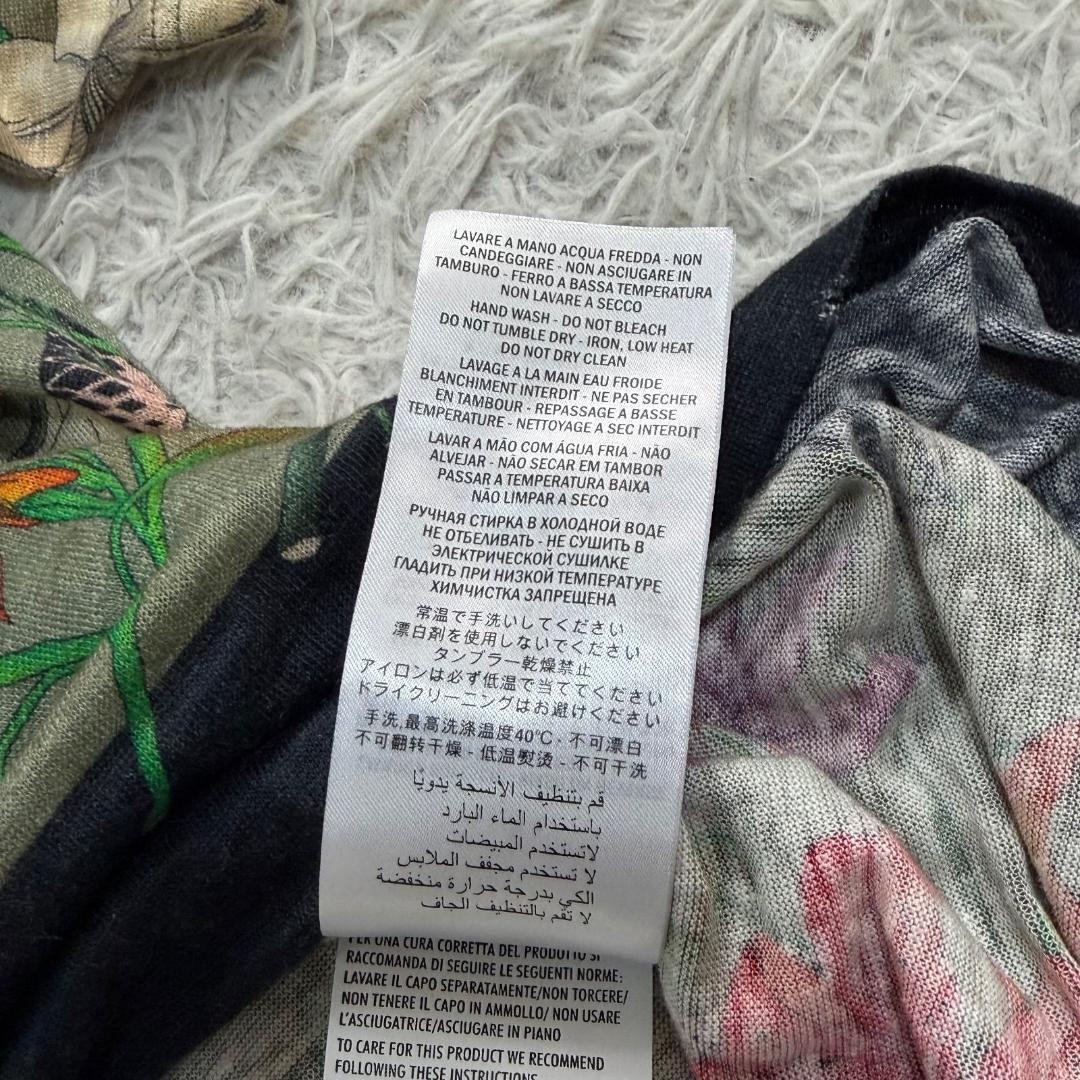 LAVARE A MANO ACQUA FREDDA - NON
CANDEGGIARE - NON ASCIUGARE IN
TAMBURO - FERRO A BASSA TEMPERATURA
NON LAVARE A SECCO
HAND WASH - DO NOT BLEACH
DO NOT TUMBLE DRY - IRON, LOW HEAT
DO NOT DRY CLEAN
LAVAGE A LA MAIN EAU FROIDE
BLANCHIMENT INTERDIT - NE PAS SECHER
EN TAMBOUR - REPASSAGE A BASSE
TEMPERATURE - NETTOYAGE A SEC INTERDIT
LAVAR A MÃO COM ÁGUA FRIA - NÃO
ALVEJAR - NÃO SECAR EM TAMBOR
PASSAR A TEMPERATURA BAIXA
NÃO LIMPAR A SECO
РУЧНАЯ СТИРКА В ХОЛОДНОЙ ВОДЕ
НЕ ОТБЕЛИВАТЬ - НЕ СУШИТЬ В
ЭЛЕКТРИЧЕСКОЙ СУШИЛКЕ
ГЛАДИТЬ ПРИ НИЗКОЙ ТЕМПЕРАТУРЕ
ХИМЧИСТКА ЗАПРЕЩЕНА
常温で手洗いしてください
漂白剤を使用しないでください
タンブラー乾燥禁止
アイロンは必ず低温で当ててください
ドライクリーニングはお避けください
手洗,最高洗涤温度40℃ - 不可漂白
不可翻转干燥 - 低温熨烫 - 不可干洗
قم بتنظيف الأنسجة يدويًا
باستخدام الماء البارد
لاتستخدم المبيضات
لا تستخدم مجفف الملابس
الكي بدرجة حرارة منخفضة
لا تقم بالتنظيف الجاف
PER UNA CURA CORRETTA DEL PRODOTTO SI
RACCOMANDA DI SEGUIRE LE SEGUENTI NORME:
LAVARE IL CAPO SEPARATAMENTE/NON TORCERE/
NON TENERE IL CAPO IN AMMOLLO/ NON USARE
L'ASCIUGATRICE/ASCIUGARE IN PIANO
TO CARE FOR THIS PRODUCT WE RECOMMEND
FOLLOWING THESE INSTRUCTIONS